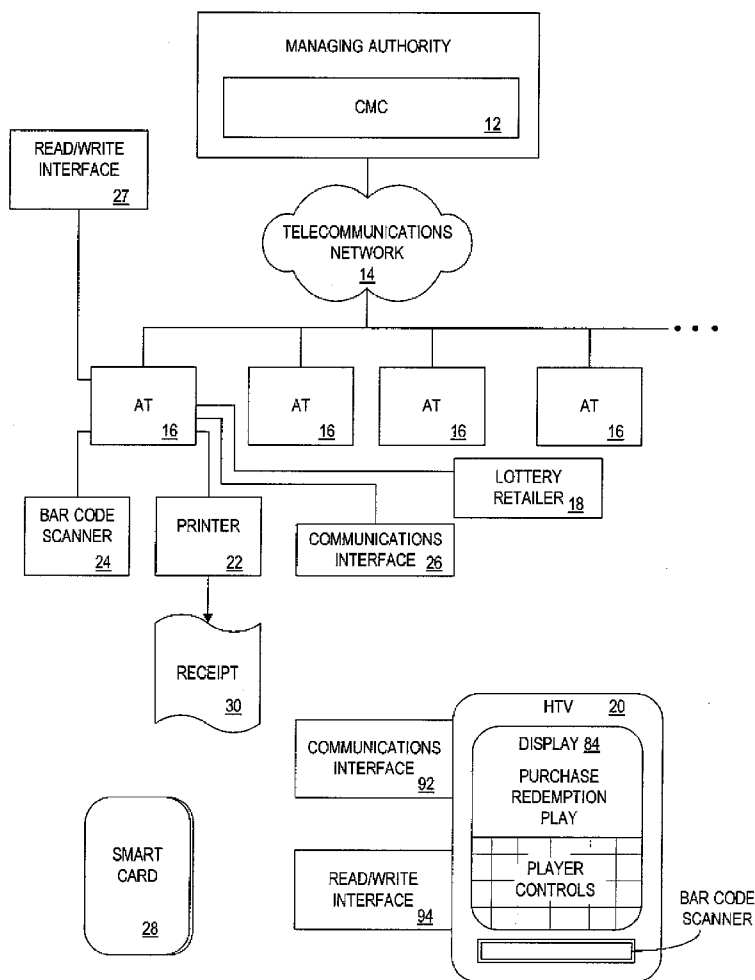 MANAGING AUTHORITY
CMC
12
READ/WRITE
INTERFACE
27
TELECOMMUNICATIONS
NETWORK
14
AT
16
AT
16
AT
16
AT
16
LOTTERY
RETAILER
18
BAR CODE
SCANNER
24
PRINTER
22
COMMUNICATIONS
INTERFACE
26
RECEIPT
30
HTV 20
DISPLAY 84
PURCHASE
REDEMPTION
PLAY
COMMUNICATIONS
INTERFACE
92
SMART
CARD
28
READ/WRITE
INTERFACE
94
PLAYER
CONTROLS
BAR CODE
SCANNER